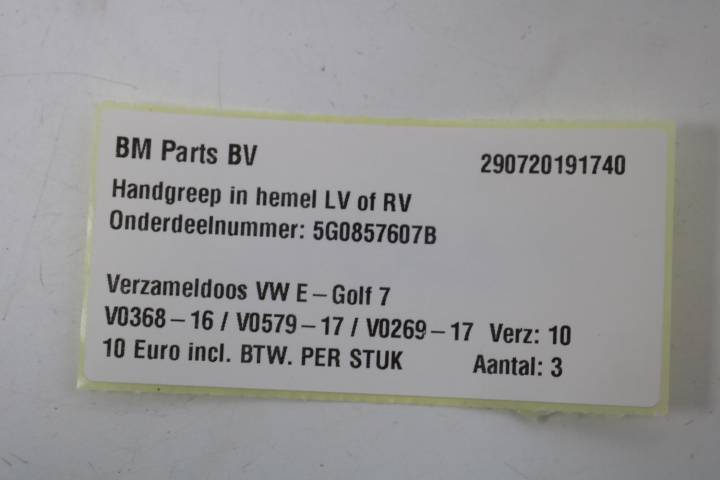 BM Parts BV 290720191740
Handgreep in hemel LV of RV
Onderdeelnummer: 5G0857607B
Verzameldoos VW E-Golf 7
V0368-16 / V0579-17 / V0269-17 Verz: 10
10 Euro incl. BTW. PER STUK Aantal: 3